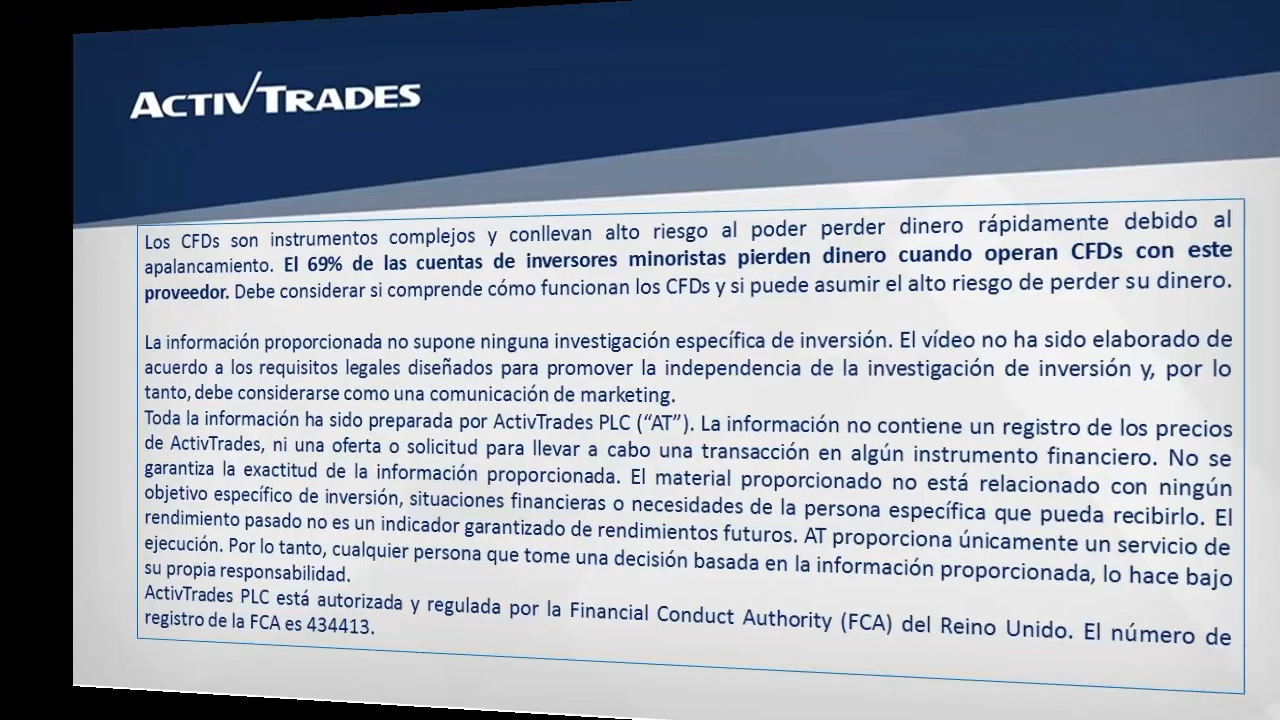 ACTIVTRADES
Los CFDs son instrumentos complejos y conllevan alto riesgo al poder perder dinero rápidamente debido al
apalancamiento. El 69% de las cuentas de inversores minoristas pierden dinero cuando operan CFDs con este
proveedor. Debe considerar si comprende cómo funcionan los CFDs y si puede asumir el alto riesgo de perder su dinero.
La información proporcionada no supone ninguna investigación específica de inversión. El vídeo no ha sido elaborado de
acuerdo a los requisitos legales diseñados para promover la independencia de la investigación de inversión y, por lo
tanto, debe considerarse como una comunicación de marketing.
Toda la información ha sido preparada por ActivTrades PLC (“AT”). La información no contiene un registro de los precios
de ActivTrades, ni una oferta o solicitud para llevar a cabo una transacción en algún instrumento financiero. No se
garantiza la exactitud de la información proporcionada. El material proporcionado no está relacionado con ningún
objetivo específico de inversión, situaciones financieras o necesidades de la persona específica que pueda recibirlo. El
rendimiento pasado no es un indicador garantizado de rendimientos futuros. AT proporciona únicamente un servicio de
ejecución. Por lo tanto, cualquier persona que tome una decisión basada en la información proporcionada, lo hace bajo
su propia responsabilidad.
ActivTrades PLC está autorizada y regulada por la Financial Conduct Authority (FCA) del Reino Unido. El número de
registro de la FCA es 434413.